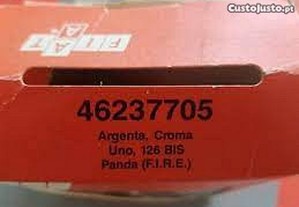 CustoJusto.pt
FIAT
46237705
Argenta, Croma
Uno, 126 BIS
Panda (F.I.R.E.)